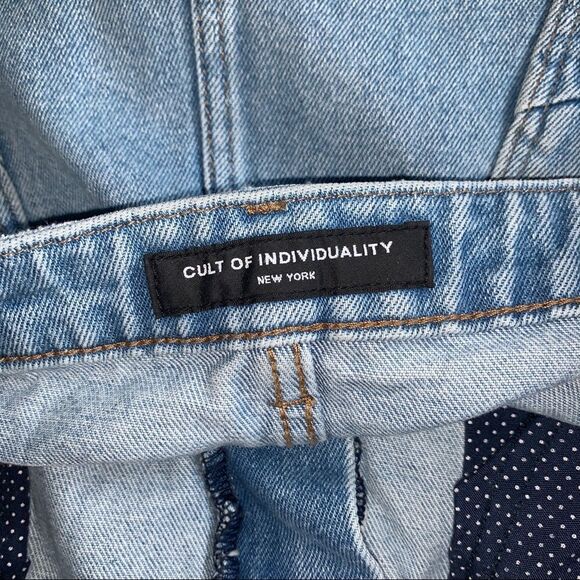 CULT OF INDIVIDUALITY
NEW YORK